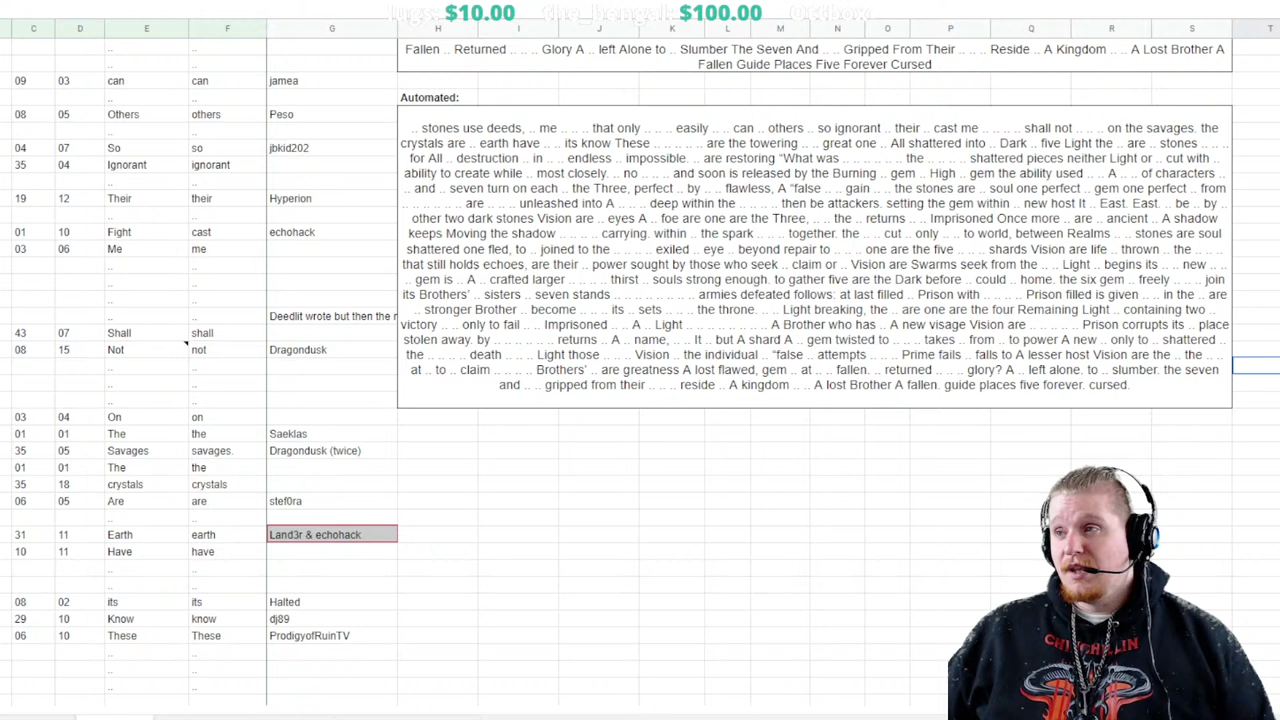 lugs: $10.00 the_bengal: $100.00
C D E F G H I J K L M N O P Q R S T
Fallen .. Returned .. .. Glory A .. left Alone to .. Slumber The Seven And .. .. Gripped From Their .. .. .. Reside .. A Kingdom .. .. A Lost Brother A
Fallen Guide Places Five Forever Cursed
..
..
09 03 can can jamea
.. ..
08 05 Others others Peso
.. ..
04 07 So so jbkid202
35 04 Ignorant ignorant
.. ..
19 12 Their their Hyperion
.. ..
01 10 Fight cast echohack
03 06 Me me
.. ..
.. ..
.. ..
.. .. Deedlit wrote but then the r
43 07 Shall shall
08 15 Not not Dragondusk
.. ..
.. ..
.. ..
03 04 On on
01 01 The the Saeklas
35 05 Savages savages. Dragondusk (twice)
01 01 The the
35 18 crystals crystals
06 05 Are are stef0ra
.. ..
31 11 Earth earth Land3r & echohack
10 11 Have have
.. ..
.. ..
08 02 its its Halted
29 10 Know know dj89
06 10 These These ProdigyofRuinTV
.. ..
.. ..
.. ..
Automated:
.. stones use deeds, .. me .. .. .. that only .. .. easily .. can .. others .. so ignorant .. their .. cast me .. .. .. .. shall not .. .. .. on the savages. the
crystals are .. earth have .. .. its know These .. .. are the towering .. .. great one .. All shattered into .. Dark .. five Light the .. are .. stones .. .. ..
for All .. destruction .. in .. .. endless .. impossible. .. are restoring “What was .. .. .. .. .. the .. .. .. shattered pieces neither Light or .. cut with ..
ability to create while .. most closely. .. no .. .. .. and soon is released by the Burning .. gem .. High .. gem the ability used .. .. A .. .. of characters
.. and .. seven turn on each .. the Three, perfect .. by .. flawless, A “false .. gain .. .. the stones are .. soul one perfect .. gem one perfect .. from
.. .. .. .. .. are .. .. unleashed into A .. .. deep within the .. .. .. then be attackers. setting the gem within .. new host It .. East. East. .. be .. by ..
other two dark stones Vision are .. eyes A .. foe are one are the Three, .. .. the .. returns .. Imprisoned Once more .. are .. ancient .. A shadow
keeps Moving the shadow .. .. .. .. .. carrying. within .. the spark .. .. .. together. the .. .. cut .. only .. to world, between Realms .. .. stones are soul
shattered one fled, to .. joined to the .. .. .. .. exiled .. eye .. beyond repair to .. .. .. one are the five .. .. .. shards Vision are life .. thrown .. the ..
that still holds echoes, are their .. power sought by those who seek .. claim or .. Vision are Swarms seek from the .. .. Light .. begins its .. .. new .. ..
.. gem is .. A .. crafted larger .. .. .. thirst .. souls strong enough. to gather five are the Dark before .. could .. home. the six gem .. freely .. .. .. join
its Brothers’ .. sisters .. seven stands .. .. .. .. .. .. .. armies defeated follows: at last filled .. Prison with .. .. .. Prison filled is given .. .. in the .. are
.. stronger Brother .. become .. .. its .. sets .. .. the throne. .. .. Light breaking, the .. are one are the four Remaining Light .. containing two ..
victory .. only to fail .. Imprisoned .. .. A .. Light .. .. .. .. .. A Brother who has .. A new visage Vision are .. .. .. .. Prison corrupts its .. place
stolen away. by .. .. .. .. .. returns .. A name, .. .. It .. but A shard A .. gem twisted to .. .. takes .. from .. to power A new .. only to .. shattered ..
the .. .. .. death .. .. Light those .. .. Vision .. the individual .. “false .. attempts .. .. Prime fails .. falls to A lesser host Vision are the .. the ..
at .. to .. claim .. .. .. .. Brothers’ .. are greatness A lost flawed, gem .. at .. .. fallen. .. returned .. .. glory? A .. left alone. to .. slumber. the seven
and .. .. gripped from their .. .. .. reside .. A kingdom .. .. A lost Brother A fallen. guide places five forever. cursed.
CHINCHILLIN